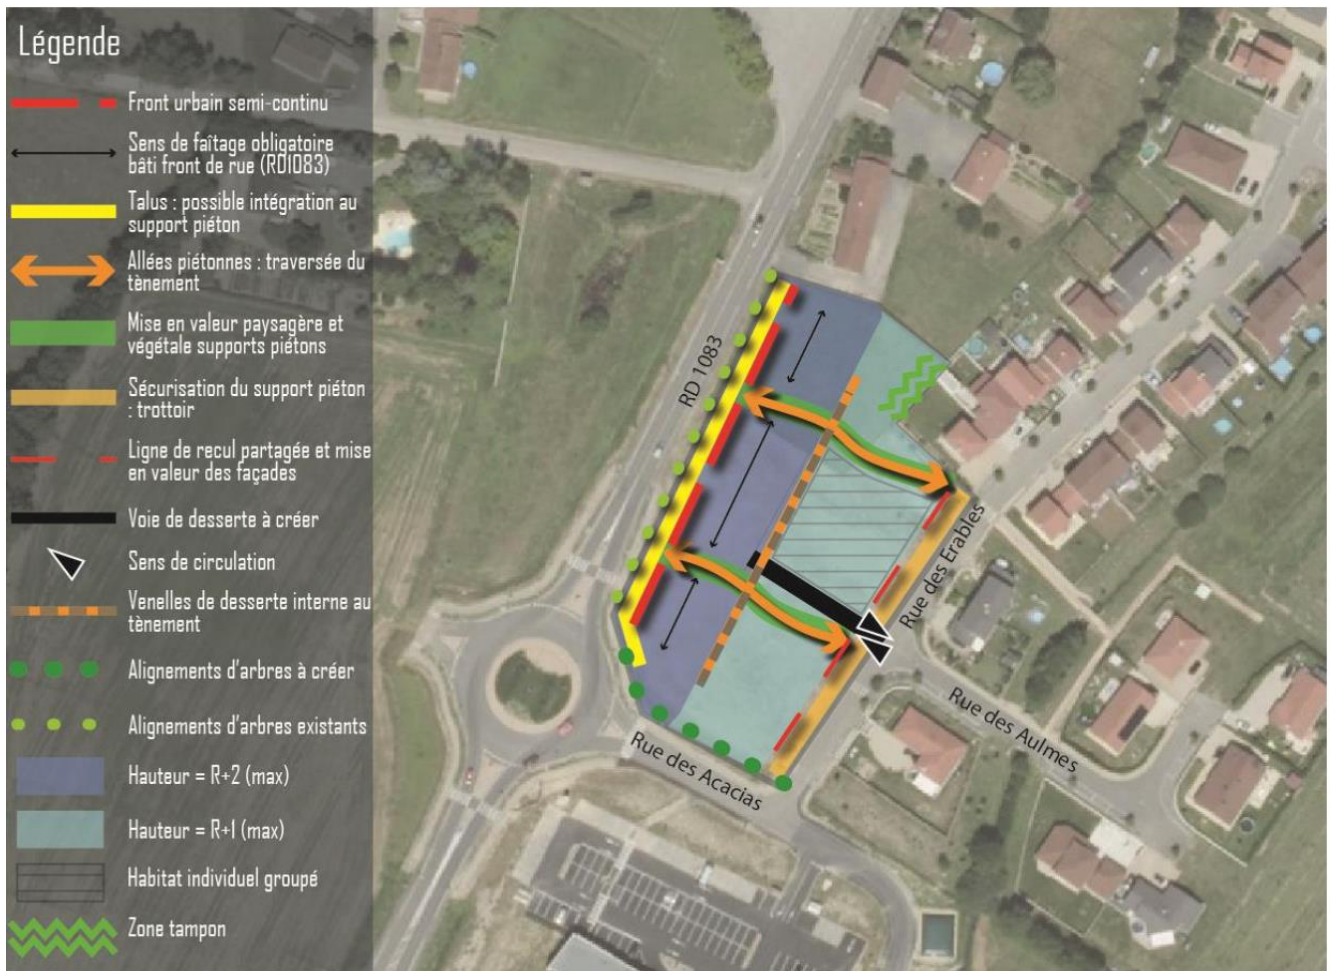 Légende
Front urbain semi-continu
Sens de faîtage obligatoire
bâti front de rue (RD1083)
Talus : possible intégration au
support piéton
Allées piétonnes : traversée du
tènement
Mise en valeur paysagère et
végétale supports piétons
Sécurisation du support piéton
: trottoir
Ligne de recul partagée et mise
en valeur des façades
Voie de desserte à créer
Sens de circulation
Venelles de desserte interne au
tènement
Alignements d'arbres à créer
Alignements d'arbres existants
Hauteur = R+2 (max)
Hauteur = R+1 (max)
Habitat individuel groupé
Zone tampon
RD 1083
Rue des Erables
Rue des Aulmes
Rue des Acacias